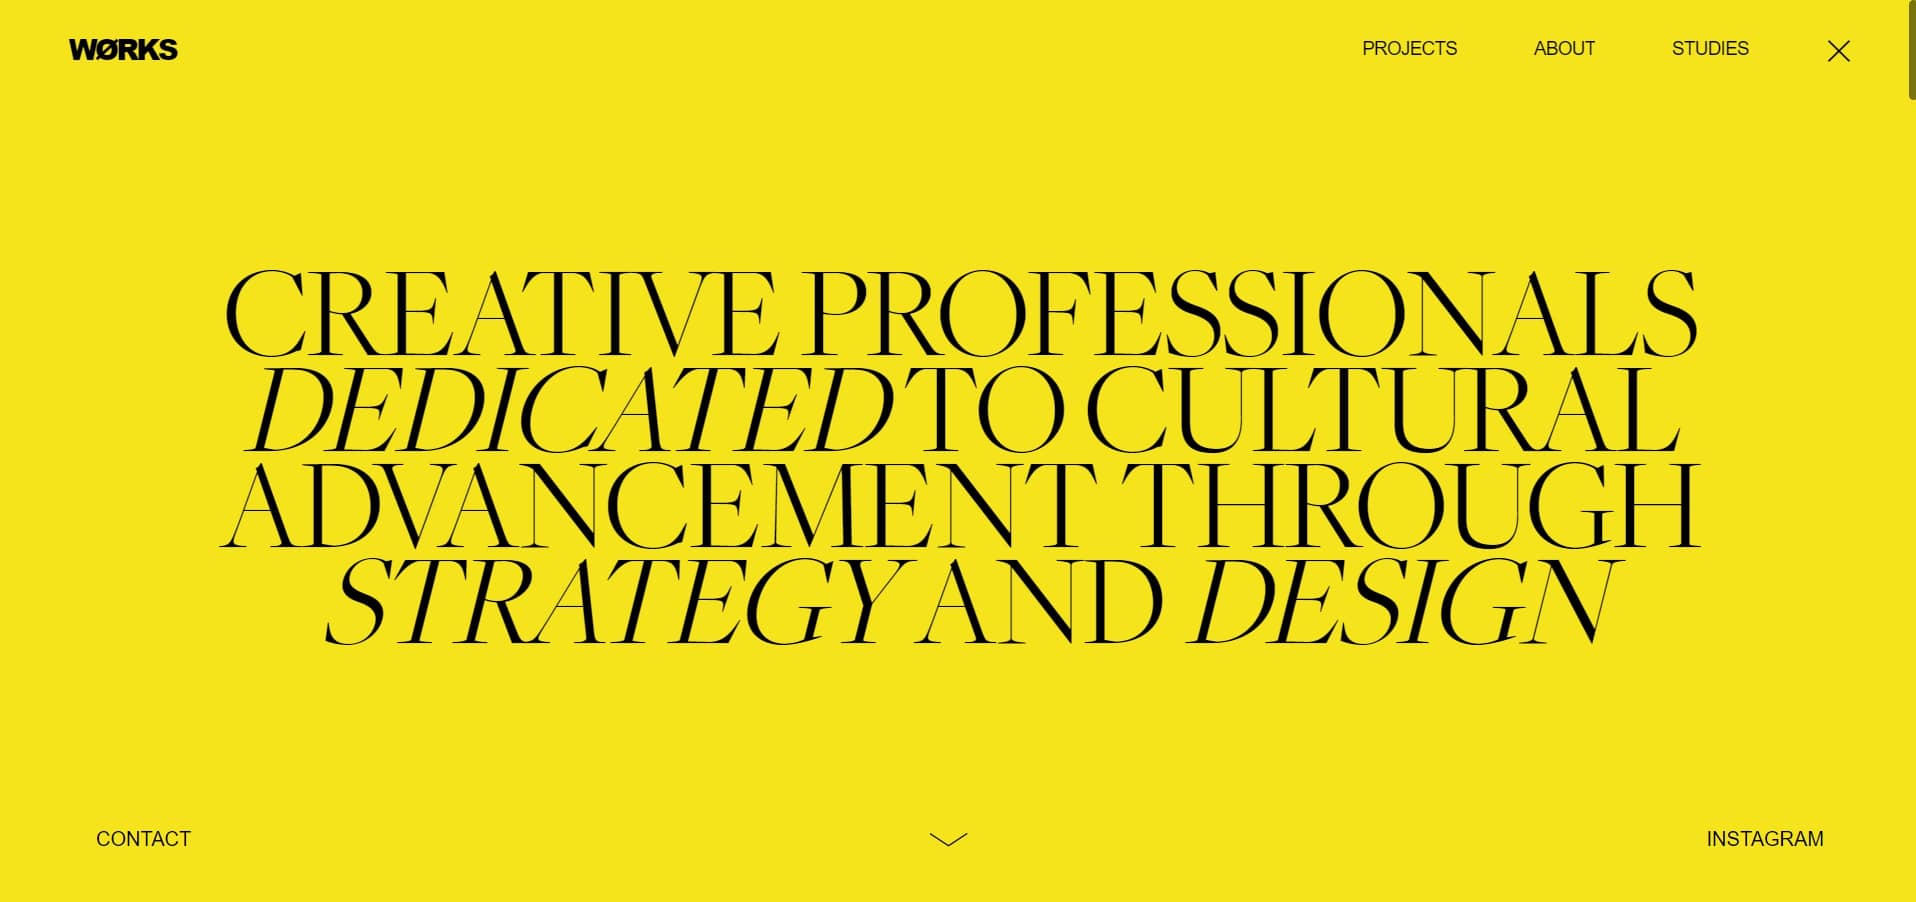 WØRKS
PROJECTS
ABOUT
STUDIES
CREATIVE PROFESSIONALS
DEDICATED TO CULTURAL
ADVANCEMENT THROUGH
STRATEGY AND DESIGN
CONTACT
INSTAGRAM